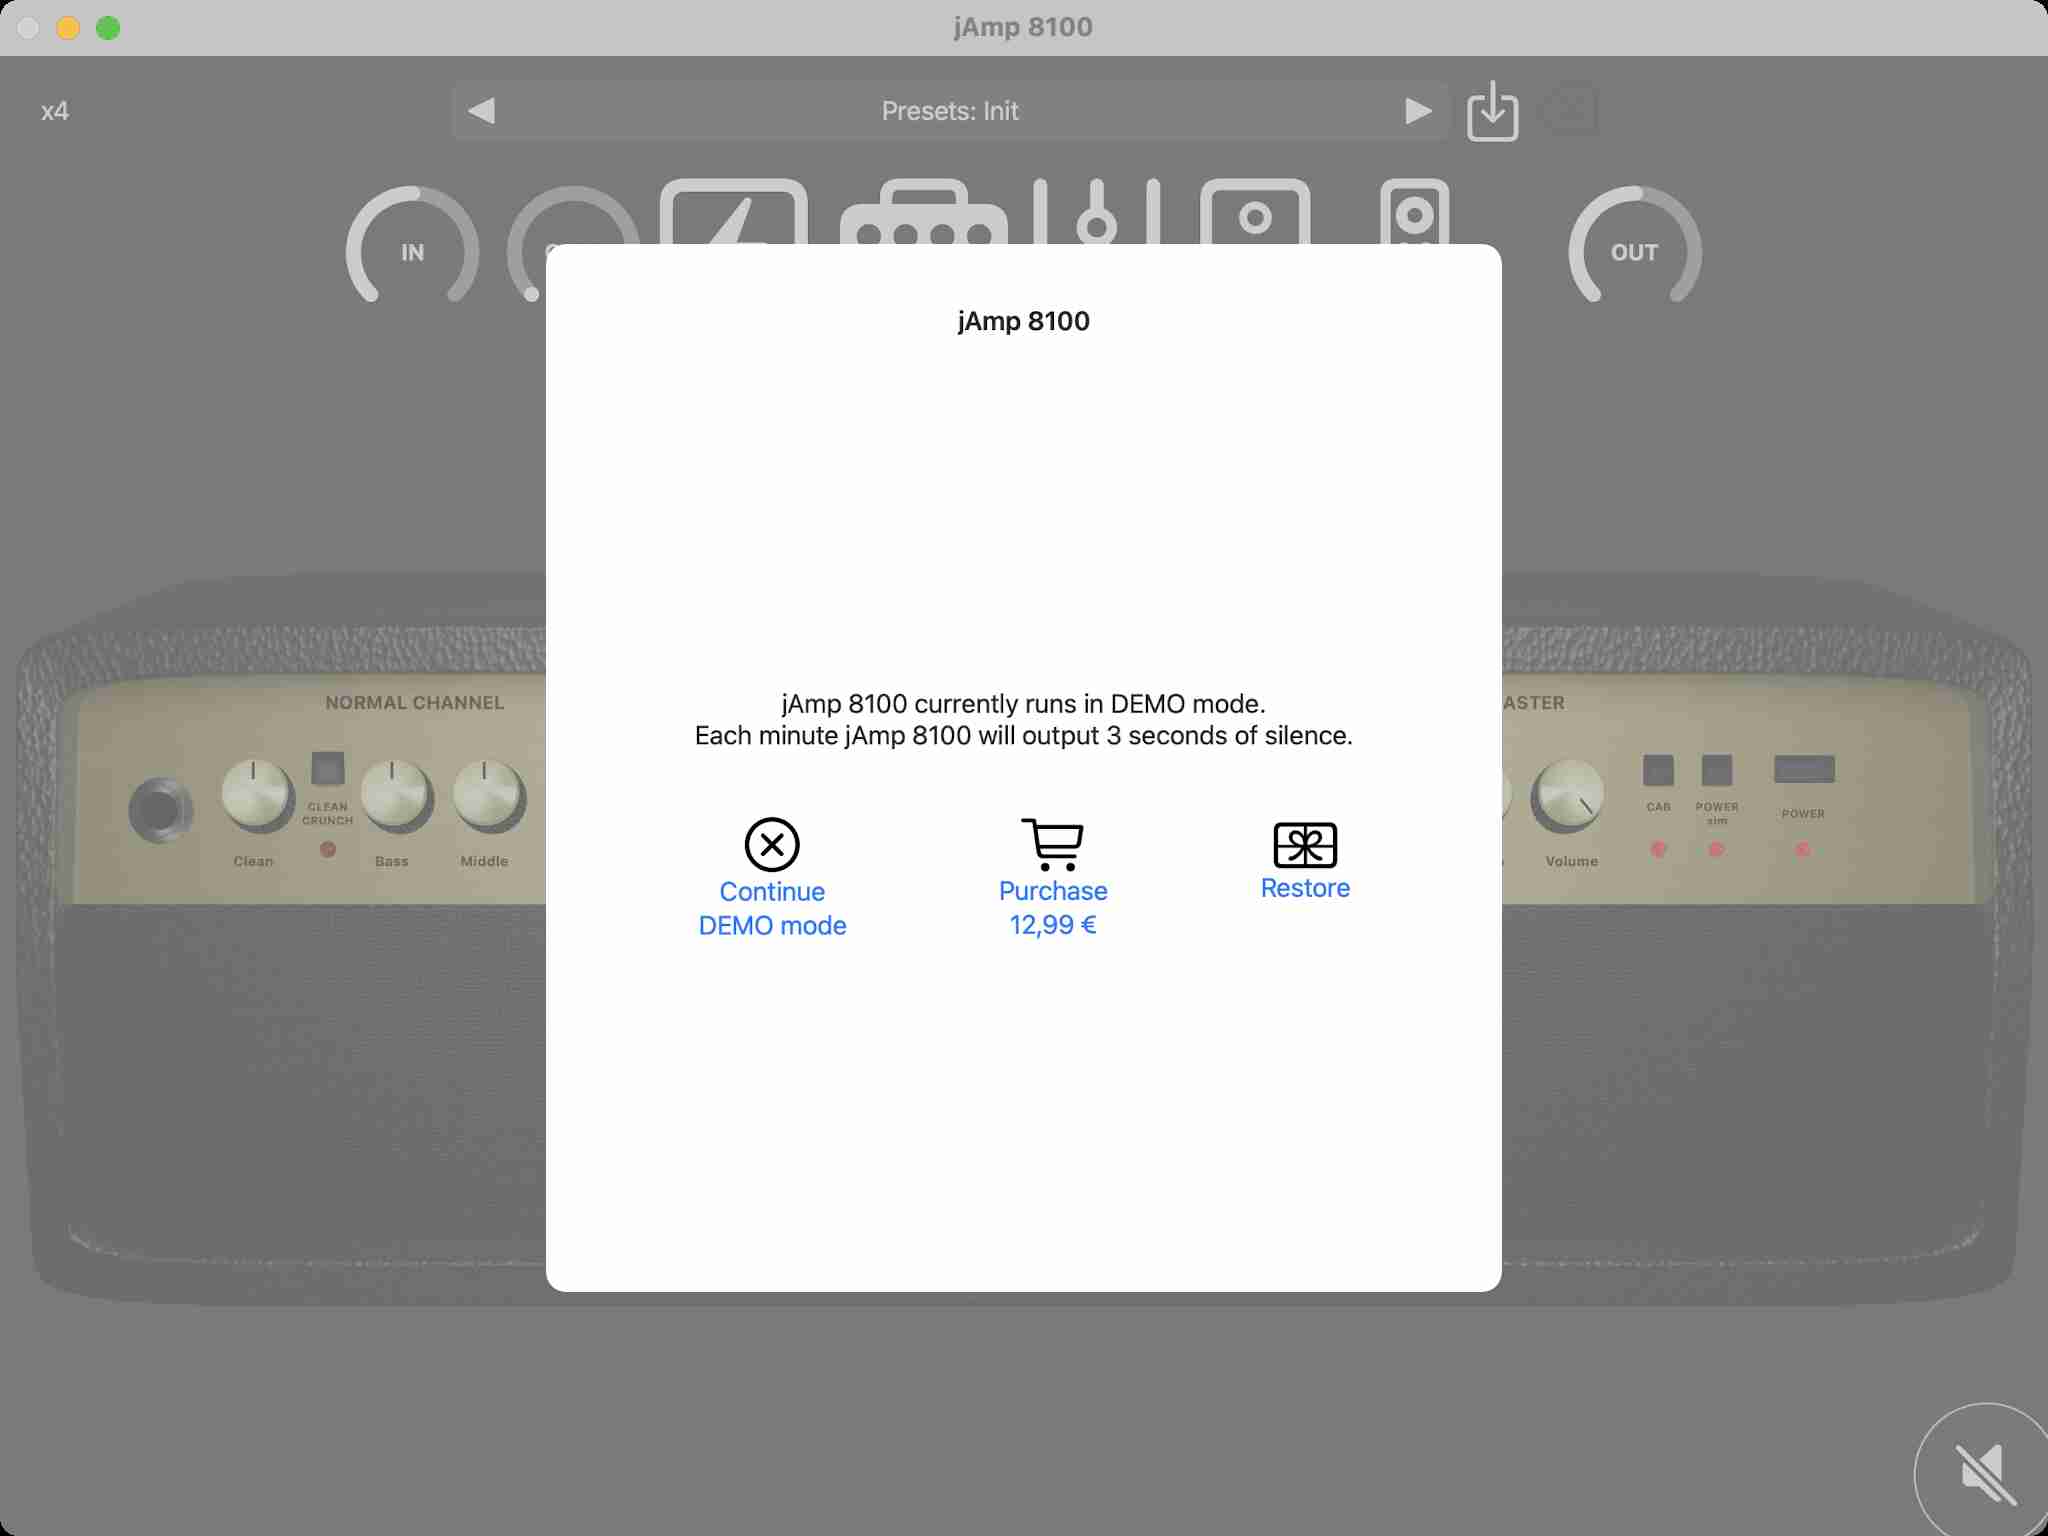 jAmp 8100
x4
Presets: Init
IN
OUT
jAmp 8100
jAmp 8100 currently runs in DEMO mode.
Each minute jAmp 8100 will output 3 seconds of silence.
Continue
DEMO mode
Purchase
12,99 €
Restore
NORMAL CHANNEL
CLEAN
CRUNCH
Clean
Bass
Middle
ASTER
Volume
CAB
POWER
sim
POWER